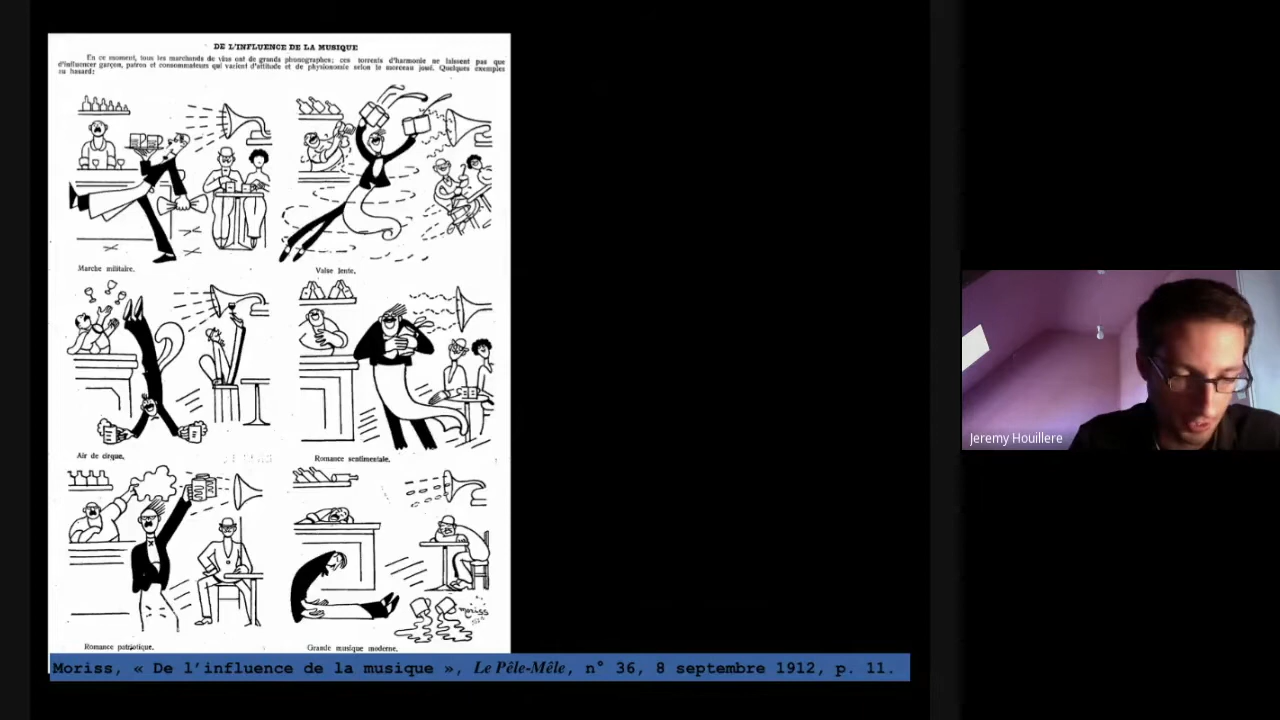 DE L'INFLUENCE DE LA MUSIQUE
En ce moment, tous les marchands de vins ont de grands phonographes; ces torrents d'harmonie ne laissent pas que
d'influencer garçon, patron et consommateurs qui varient d'attitude et de physionomie selon le morceau joué. Quelques exemples
au hasard:
Marche militaire.
Valse lente.
Air de cirque.
Romance sentimentale.
moriss
Romance patriotique.
Grande musique moderne.
Moriss, « De l'influence de la musique », Le Pêle-Mêle, n° 36, 8 septembre 1912, p. 11.
Jeremy Houillere